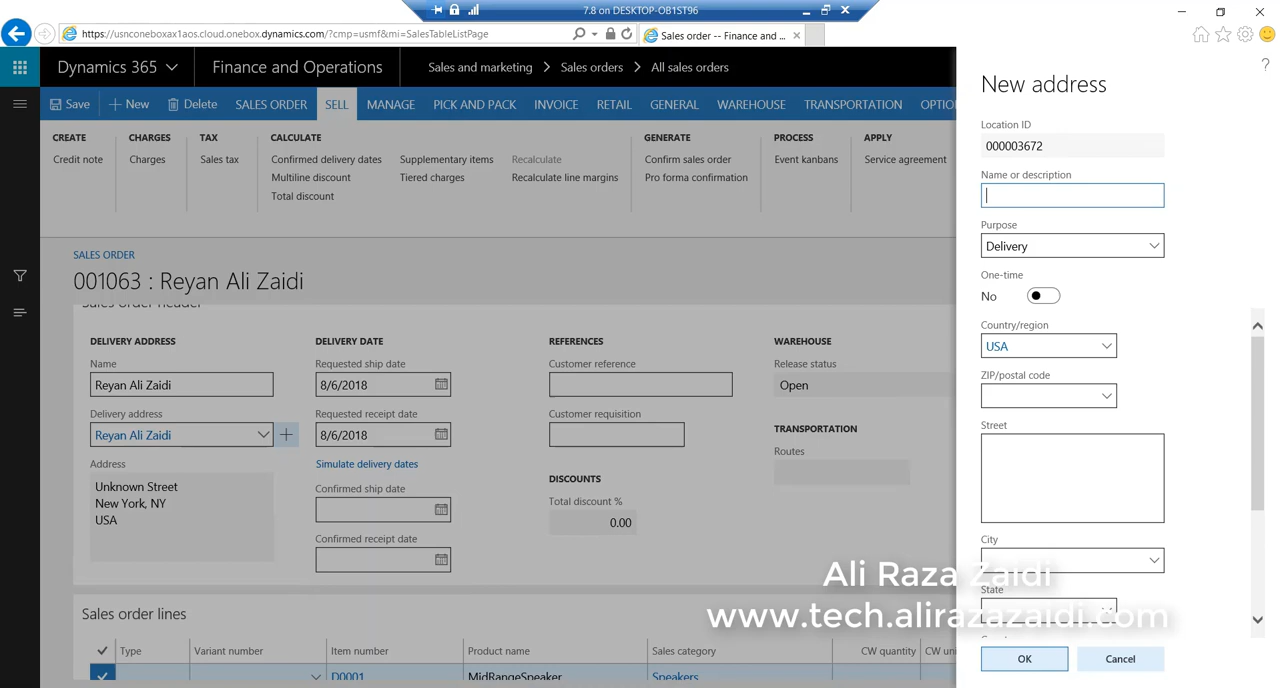 7.8 on DESKTOP-OB1ST96
https://usnconeboxax1aos.cloud.onebox.dynamics.com/?cmp=usmf&mi=SalesTableListPage
Sales order -- Finance and ...
Dynamics 365
Finance and Operations
Sales and marketing > Sales orders > All sales orders
Save
New
Delete
SALES ORDER
SELL
MANAGE
PICK AND PACK
INVOICE
RETAIL
GENERAL
WAREHOUSE
TRANSPORTATION
OPTIO
CREATE
Credit note
CHARGES
Charges
TAX
Sales tax
CALCULATE
Confirmed delivery dates
Multiline discount
Total discount
Supplementary items
Tiered charges
Recalculate
Recalculate line margins
GENERATE
Confirm sales order
Pro forma confirmation
PROCESS
Event kanbans
APPLY
Service agreement
SALES ORDER
001063 : Reyan Ali Zaidi
Sales order header
DELIVERY ADDRESS
Name
Reyan Ali Zaidi
Delivery address
Reyan Ali Zaidi
Address
Unknown Street
New York, NY
USA
DELIVERY DATE
Requested ship date
8/6/2018
Requested receipt date
8/6/2018
Simulate delivery dates
Confirmed ship date
Confirmed receipt date
REFERENCES
Customer reference
Customer requisition
DISCOUNTS
Total discount %
0.00
WAREHOUSE
Release status
Open
TRANSPORTATION
Routes
Sales order lines
Type
Variant number
Item number
Product name
Sales category
CW quantity
CW un
D0001
MidRangeSpeaker
Speakers
New address
?
Location ID
000003672
Name or description
Purpose
Delivery
One-time
No
Country/region
USA
ZIP/postal code
Street
City
State
OK
Cancel
Ali Raza Zaidi
www.tech.alirazazaidi.com